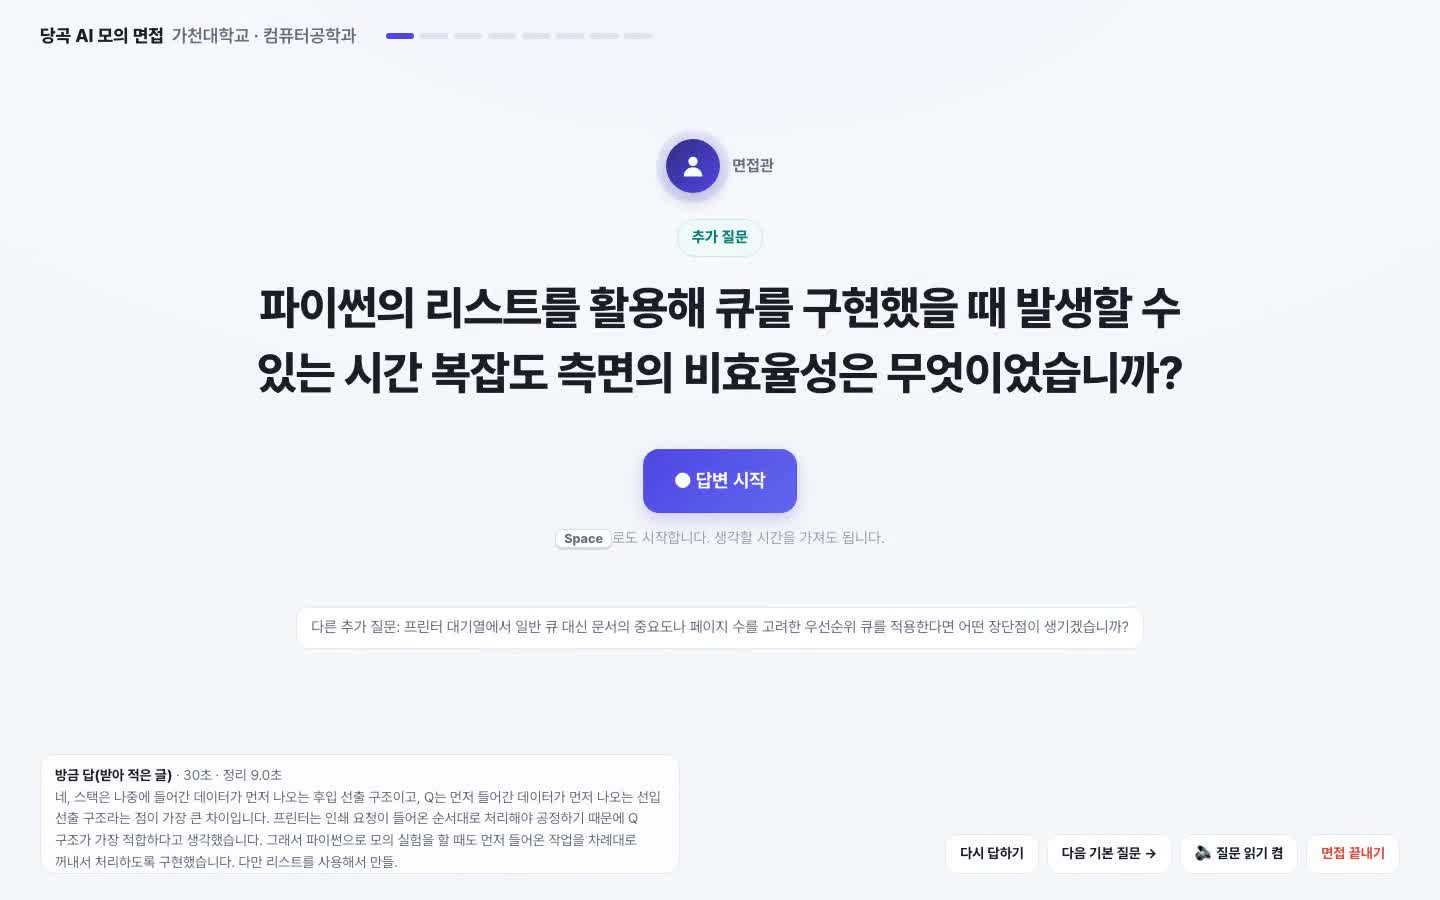 당곡 AI 모의 면접 가천대학교 · 컴퓨터공학과
면접관
추가 질문
파이썬의 리스트를 활용해 큐를 구현했을 때 발생할 수
있는 시간 복잡도 측면의 비효율성은 무엇이었습니까?
답변 시작
Space로도 시작합니다. 생각할 시간을 가져도 됩니다.
다른 추가 질문: 프린터 대기열에서 일반 큐 대신 문서의 중요도나 페이지 수를 고려한 우선순위 큐를 적용한다면 어떤 장단점이 생기겠습니까?
방금 답(받아 적은 글) · 30초 · 정리 9.0초
네, 스택은 나중에 들어간 데이터가 먼저 나오는 후입 선출 구조이고, Q는 먼저 들어간 데이터가 먼저 나오는 선입
선출 구조라는 점이 가장 큰 차이입니다. 프린터는 인쇄 요청이 들어온 순서대로 처리해야 공정하기 때문에 Q
구조가 가장 적합하다고 생각했습니다. 그래서 파이썬으로 모의 실험을 할 때도 먼저 들어온 작업을 차례대로
꺼내서 처리하도록 구현했습니다. 다만 리스트를 사용해서 만들.
다시 답하기
다음 기본 질문 →
질문 읽기 켬
면접 끝내기